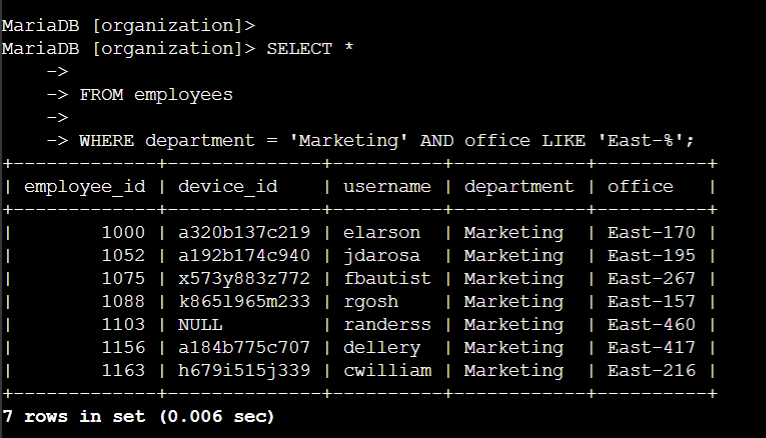 MariaDB [organization]>
MariaDB [organization]> SELECT *
    ->
    -> FROM employees
    ->
    -> WHERE department = 'Marketing' AND office LIKE 'East-%';
+-------------+--------------+----------+------------+----------+
| employee_id | device_id    | username | department | office   |
+-------------+--------------+----------+------------+----------+
|        1000 | a320b137c219 | elarson  | Marketing  | East-170 |
|        1052 | a192b174c940 | jdarosa  | Marketing  | East-195 |
|        1075 | x573y883z772 | fbautist | Marketing  | East-267 |
|        1088 | k865l965m233 | rgosh    | Marketing  | East-157 |
|        1103 | NULL         | randerss | Marketing  | East-460 |
|        1156 | a184b775c707 | dellery  | Marketing  | East-417 |
|        1163 | h679i515j339 | cwilliam | Marketing  | East-216 |
+-------------+--------------+----------+------------+----------+
7 rows in set (0.006 sec)